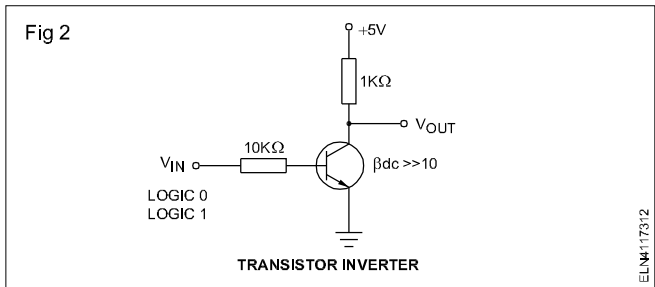 Fig 2
+5V
1KΩ
VOUT
10KΩ
VIN
βdc >>10
LOGIC 0
LOGIC 1
TRANSISTOR INVERTER
ELN4117312